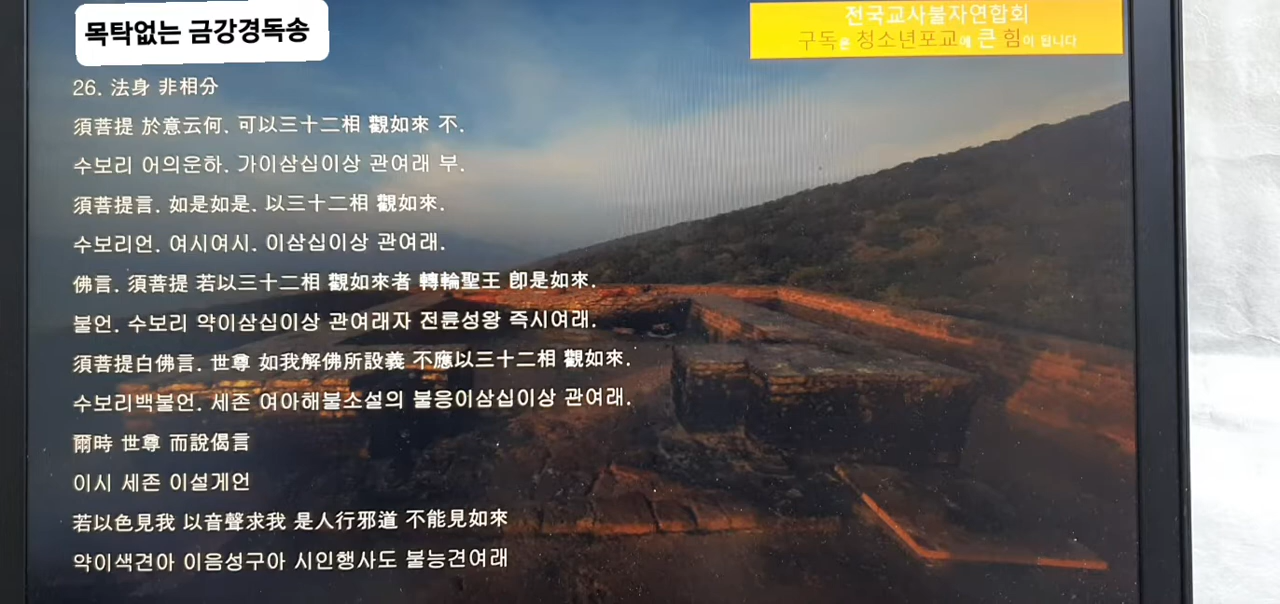 목탁없는 금강경독송
전국교사불자연합회
구독은 청소년포교에 큰 힘이 됩니다
26. 法身 非相分
須菩提 於意云何. 可以三十二相 觀如來 不.
수보리 어의운하. 가이삼십이상 관여래 부.
須菩提言. 如是如是. 以三十二相 觀如來.
수보리언. 여시여시. 이삼십이상 관여래.
佛言. 須菩提 若以三十二相 觀如來者 轉輪聖王 卽是如來.
불언. 수보리 약이삼십이상 관여래자 전륜성왕 즉시여래.
須菩提白佛言. 世尊 如我解佛所設義 不應以三十二相 觀如來.
수보리백불언. 세존 여아해불소설의 불응이삼십이상 관여래.
爾時 世尊 而說偈言
이시 세존 이설게언
若以色見我 以音聲求我 是人行邪道 不能見如來
약이색견아 이음성구아 시인행사도 불능견여래